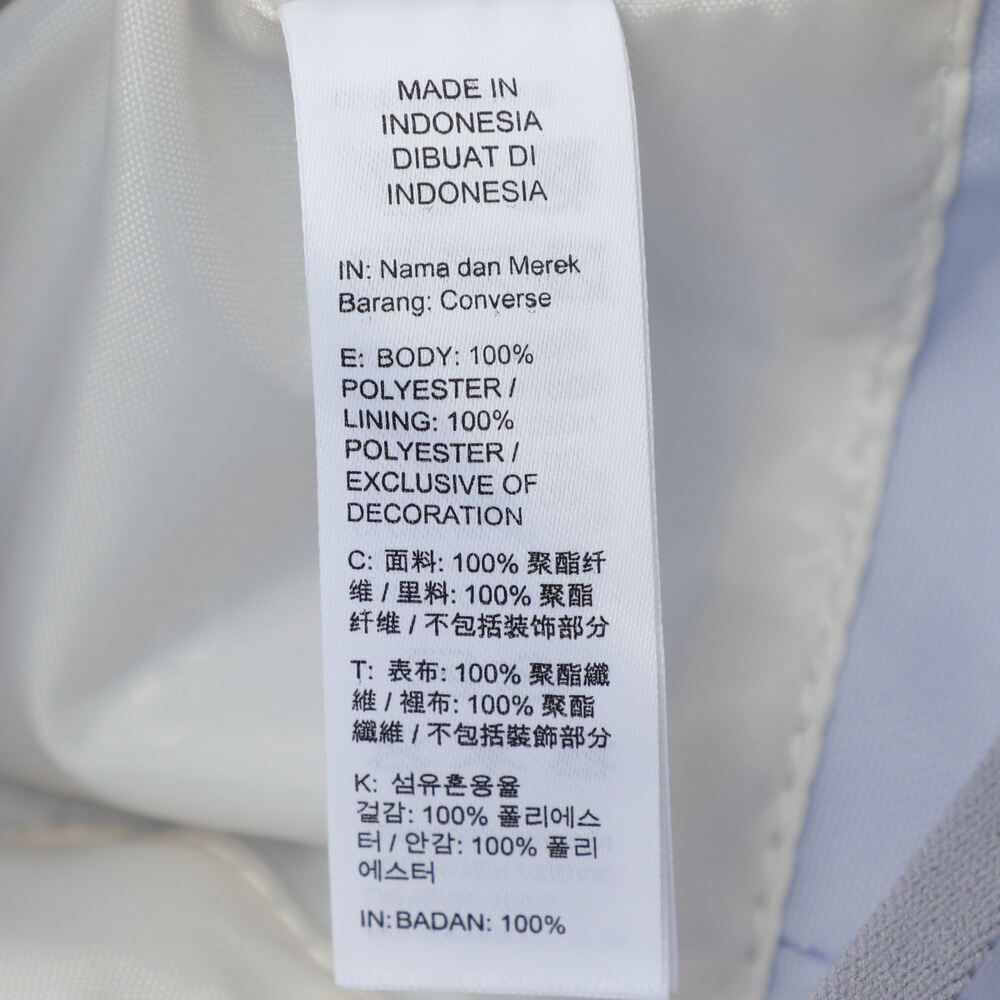 MADE IN
INDONESIA
DIBUAT DI
INDONESIA
IN: Nama dan Merek
Barang: Converse
E: BODY: 100%
POLYESTER /
LINING: 100%
POLYESTER /
EXCLUSIVE OF
DECORATION
C: 面料: 100% 聚酯纤
维 / 里料: 100% 聚酯
纤维 / 不包括装饰部分
T: 表布: 100% 聚酯纖
維 / 裡布: 100% 聚酯
纖維 / 不包括裝飾部分
K: 섬유혼용율
겉감: 100% 폴리에스
터 / 안감: 100% 폴리
에스터
IN: BADAN: 100%